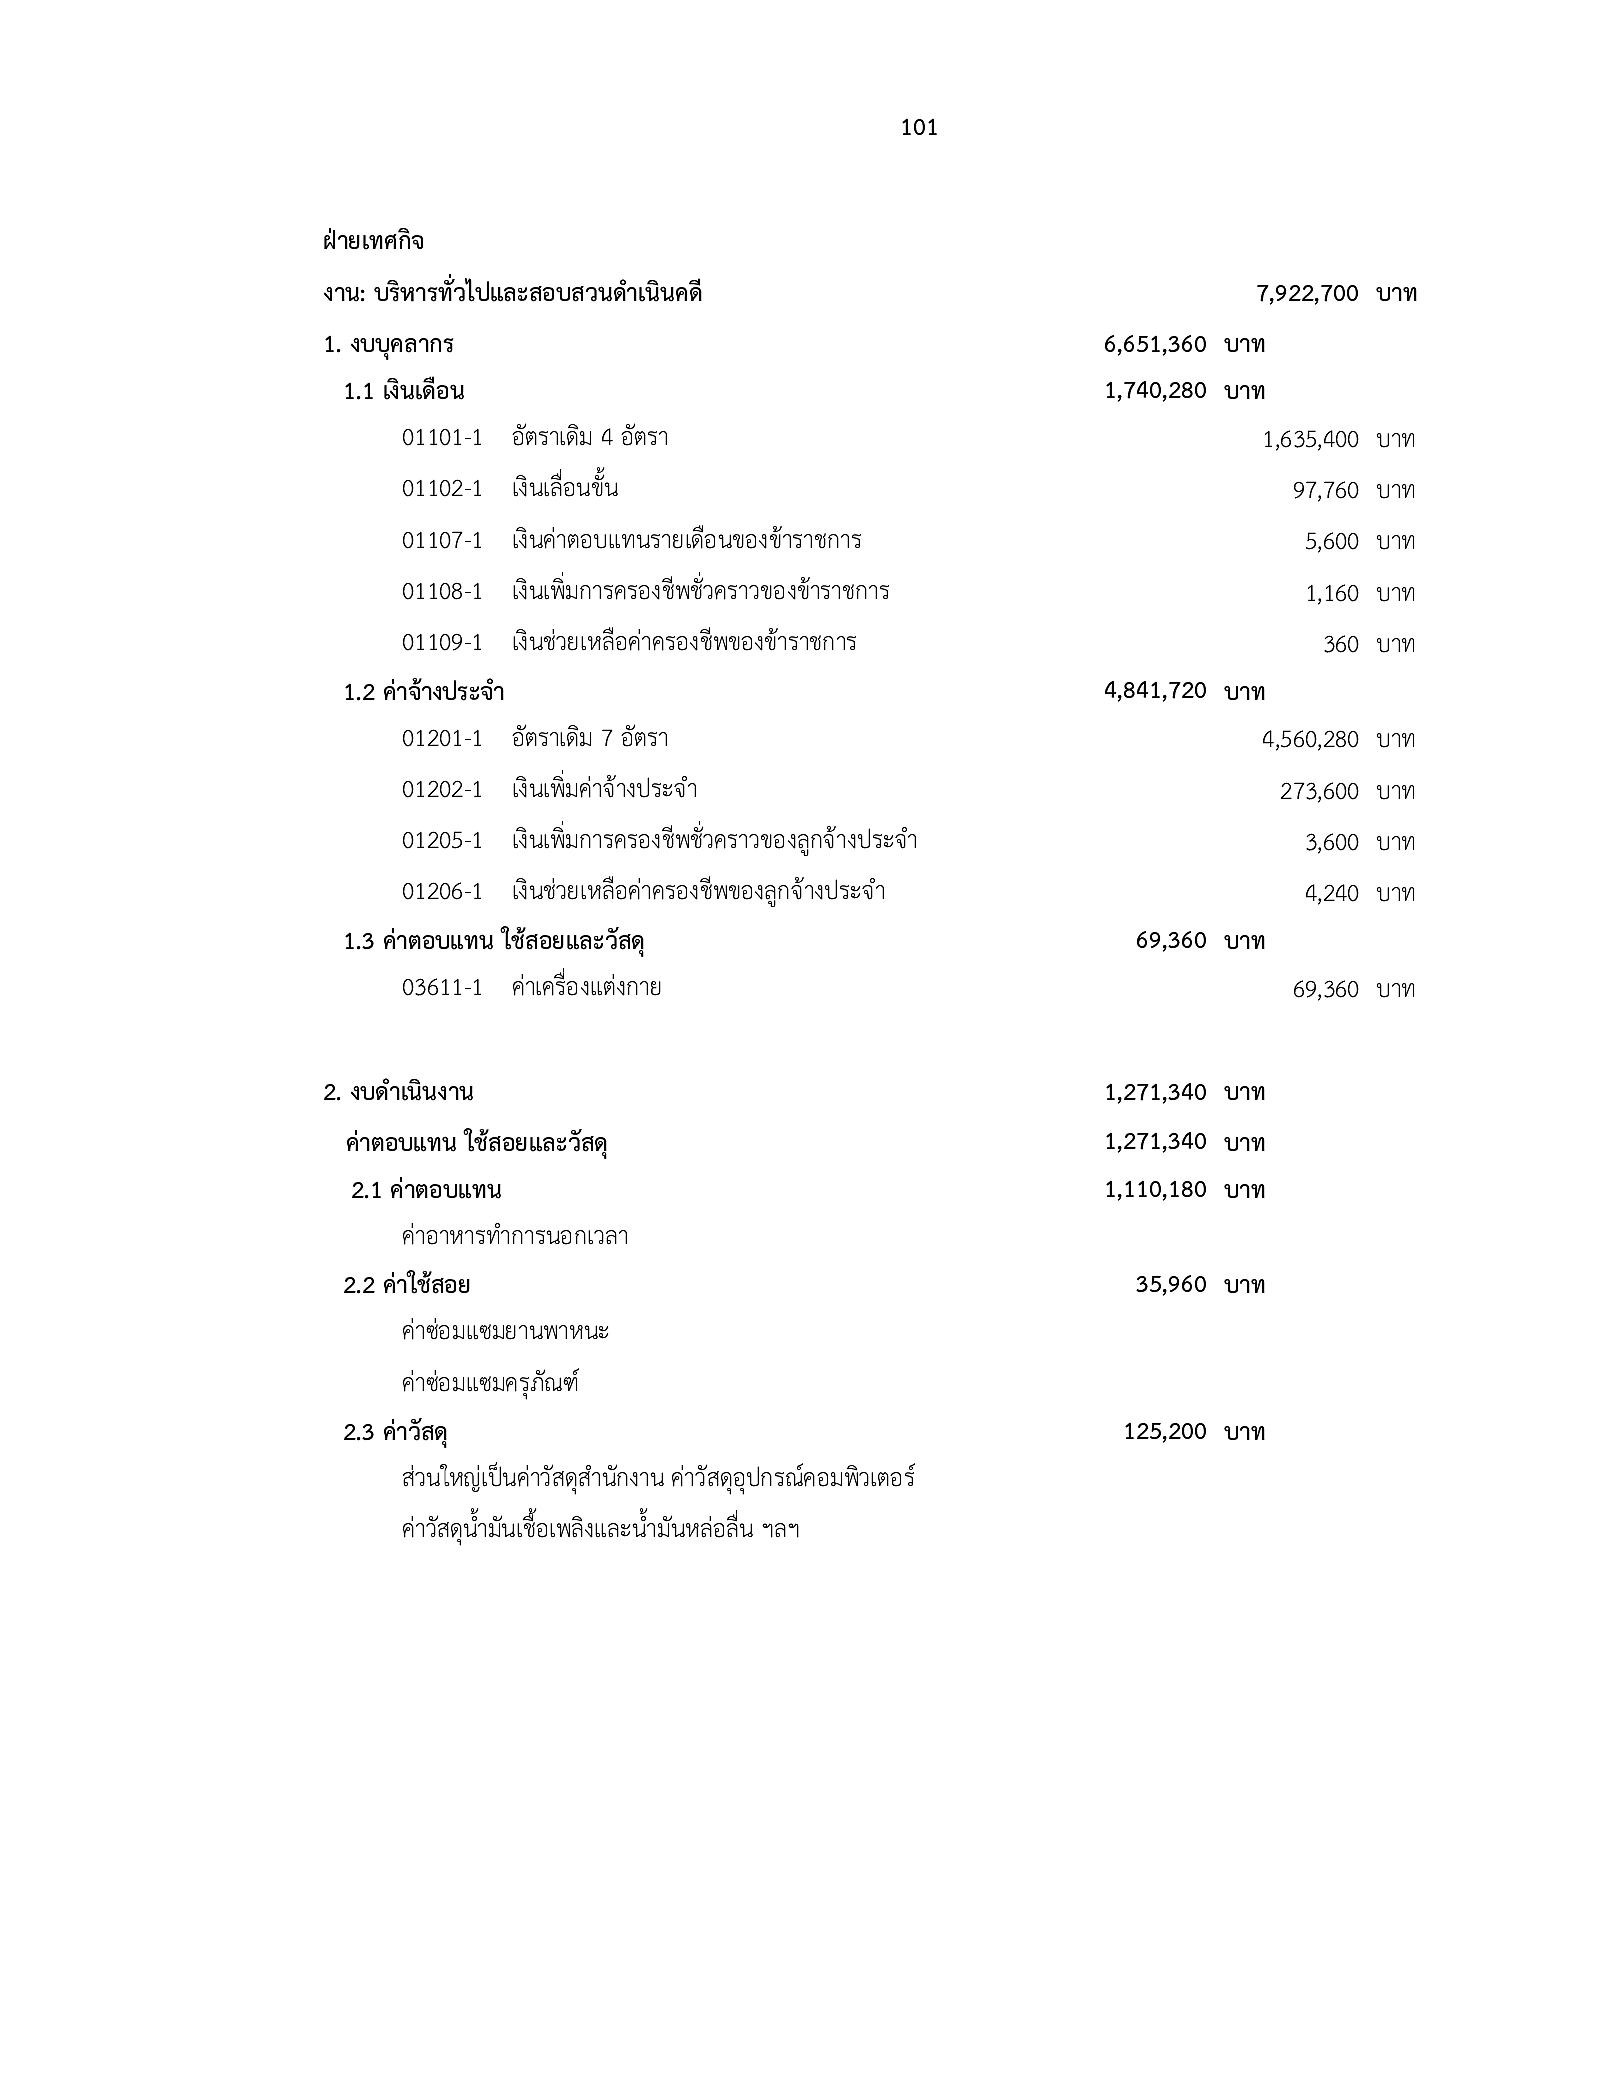 101
ฝ่ายเทศกิจ
งาน: บริหารทั่วไปและสอบสวนดำเนินคดี 7,922,700 บาท
1. งบบุคลากร 6,651,360 บาท
1.1 เงินเดือน 1,740,280 บาท
01101-1 อัตราเดิม 4 อัตรา 1,635,400 บาท
01102-1 เงินเลื่อนขั้น 97,760 บาท
01107-1 เงินค่าตอบแทนรายเดือนของข้าราชการ 5,600 บาท
01108-1 เงินเพิ่มการครองชีพชั่วคราวของข้าราชการ 1,160 บาท
01109-1 เงินช่วยเหลือค่าครองชีพของข้าราชการ 360 บาท
1.2 ค่าจ้างประจำ 4,841,720 บาท
01201-1 อัตราเดิม 7 อัตรา 4,560,280 บาท
01202-1 เงินเพิ่มค่าจ้างประจำ 273,600 บาท
01205-1 เงินเพิ่มการครองชีพชั่วคราวของลูกจ้างประจำ 3,600 บาท
01206-1 เงินช่วยเหลือค่าครองชีพของลูกจ้างประจำ 4,240 บาท
1.3 ค่าตอบแทน ใช้สอยและวัสดุ 69,360 บาท
03611-1 ค่าเครื่องแต่งกาย 69,360 บาท
2. งบดำเนินงาน 1,271,340 บาท
ค่าตอบแทน ใช้สอยและวัสดุ 1,271,340 บาท
2.1 ค่าตอบแทน 1,110,180 บาท
ค่าอาหารทำการนอกเวลา
2.2 ค่าใช้สอย 35,960 บาท
ค่าซ่อมแซมยานพาหนะ
ค่าซ่อมแซมครุภัณฑ์
2.3 ค่าวัสดุ 125,200 บาท
ส่วนใหญ่เป็นค่าวัสดุสำนักงาน ค่าวัสดุอุปกรณ์คอมพิวเตอร์
ค่าวัสดุน้ำมันเชื้อเพลิงและน้ำมันหล่อลื่น ฯลฯ